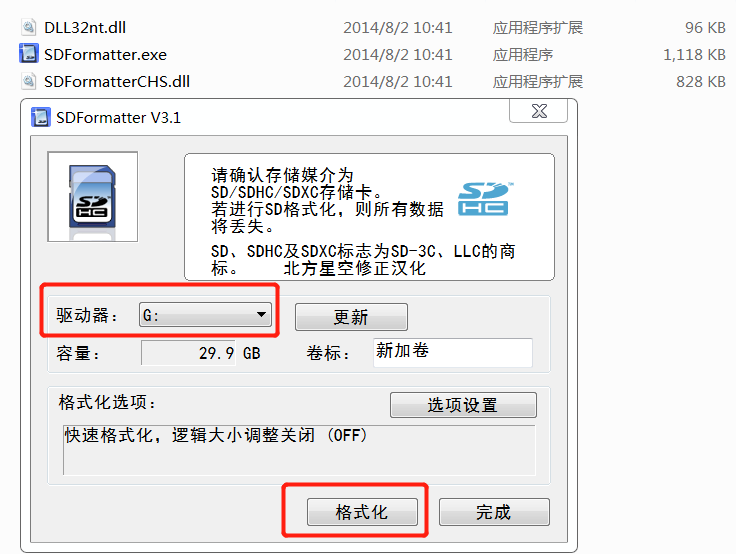 DLL32nt.dll 2014/8/2 10:41 应用程序扩展 96 KB
SDFormatter.exe 2014/8/2 10:41 应用程序 1,118 KB
SDFormatterCHS.dll 2014/8/2 10:41 应用程序扩展 828 KB
SDFormatter V3.1
请确认存储媒介为
SD/SDHC/SDXC存储卡。
若进行SD格式化，则所有数据
将丢失。
SD、SDHC及SDXC标志为SD-3C、LLC的商
标。 北方星空修正汉化
SD
HC
SD
HC
驱动器： G: 更新
容量： 29.9 GB 卷标： 新加卷
格式化选项： 选项设置
快速格式化，逻辑大小调整关闭 (OFF)
格式化 完成